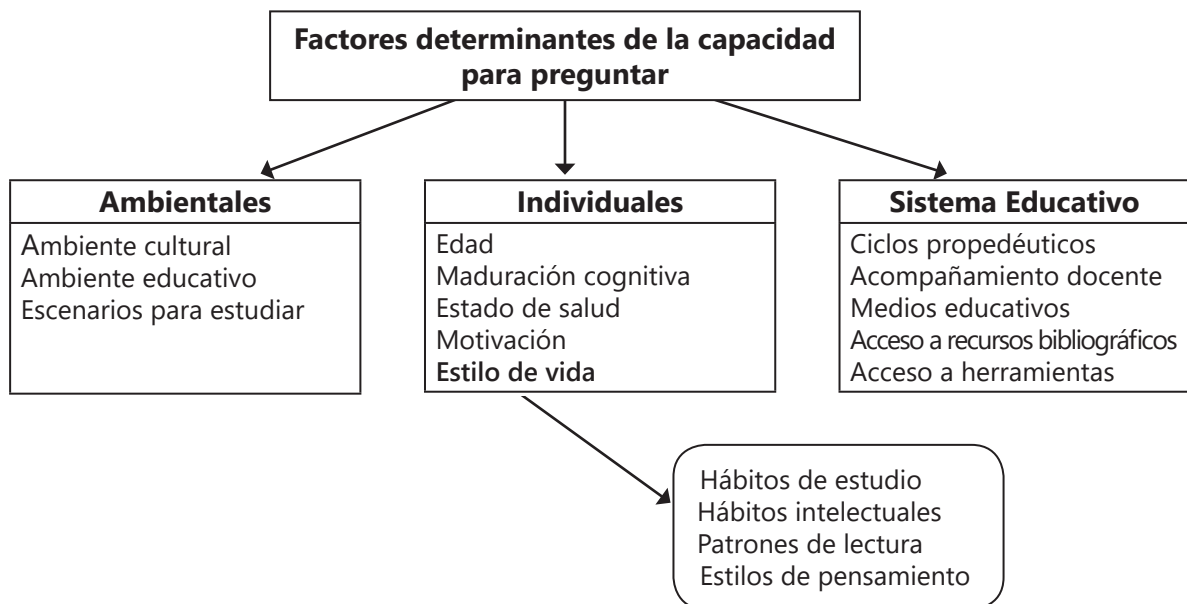 Factores determinantes de la capacidad
para preguntar
Ambientales
Ambiente cultural
Ambiente educativo
Escenarios para estudiar
Individuales
Edad
Maduración cognitiva
Estado de salud
Motivación
Estilo de vida
Sistema Educativo
Ciclos propedéuticos
Acompañamiento docente
Medios educativos
Acceso a recursos bibliográficos
Acceso a herramientas
Hábitos de estudio
Hábitos intelectuales
Patrones de lectura
Estilos de pensamiento